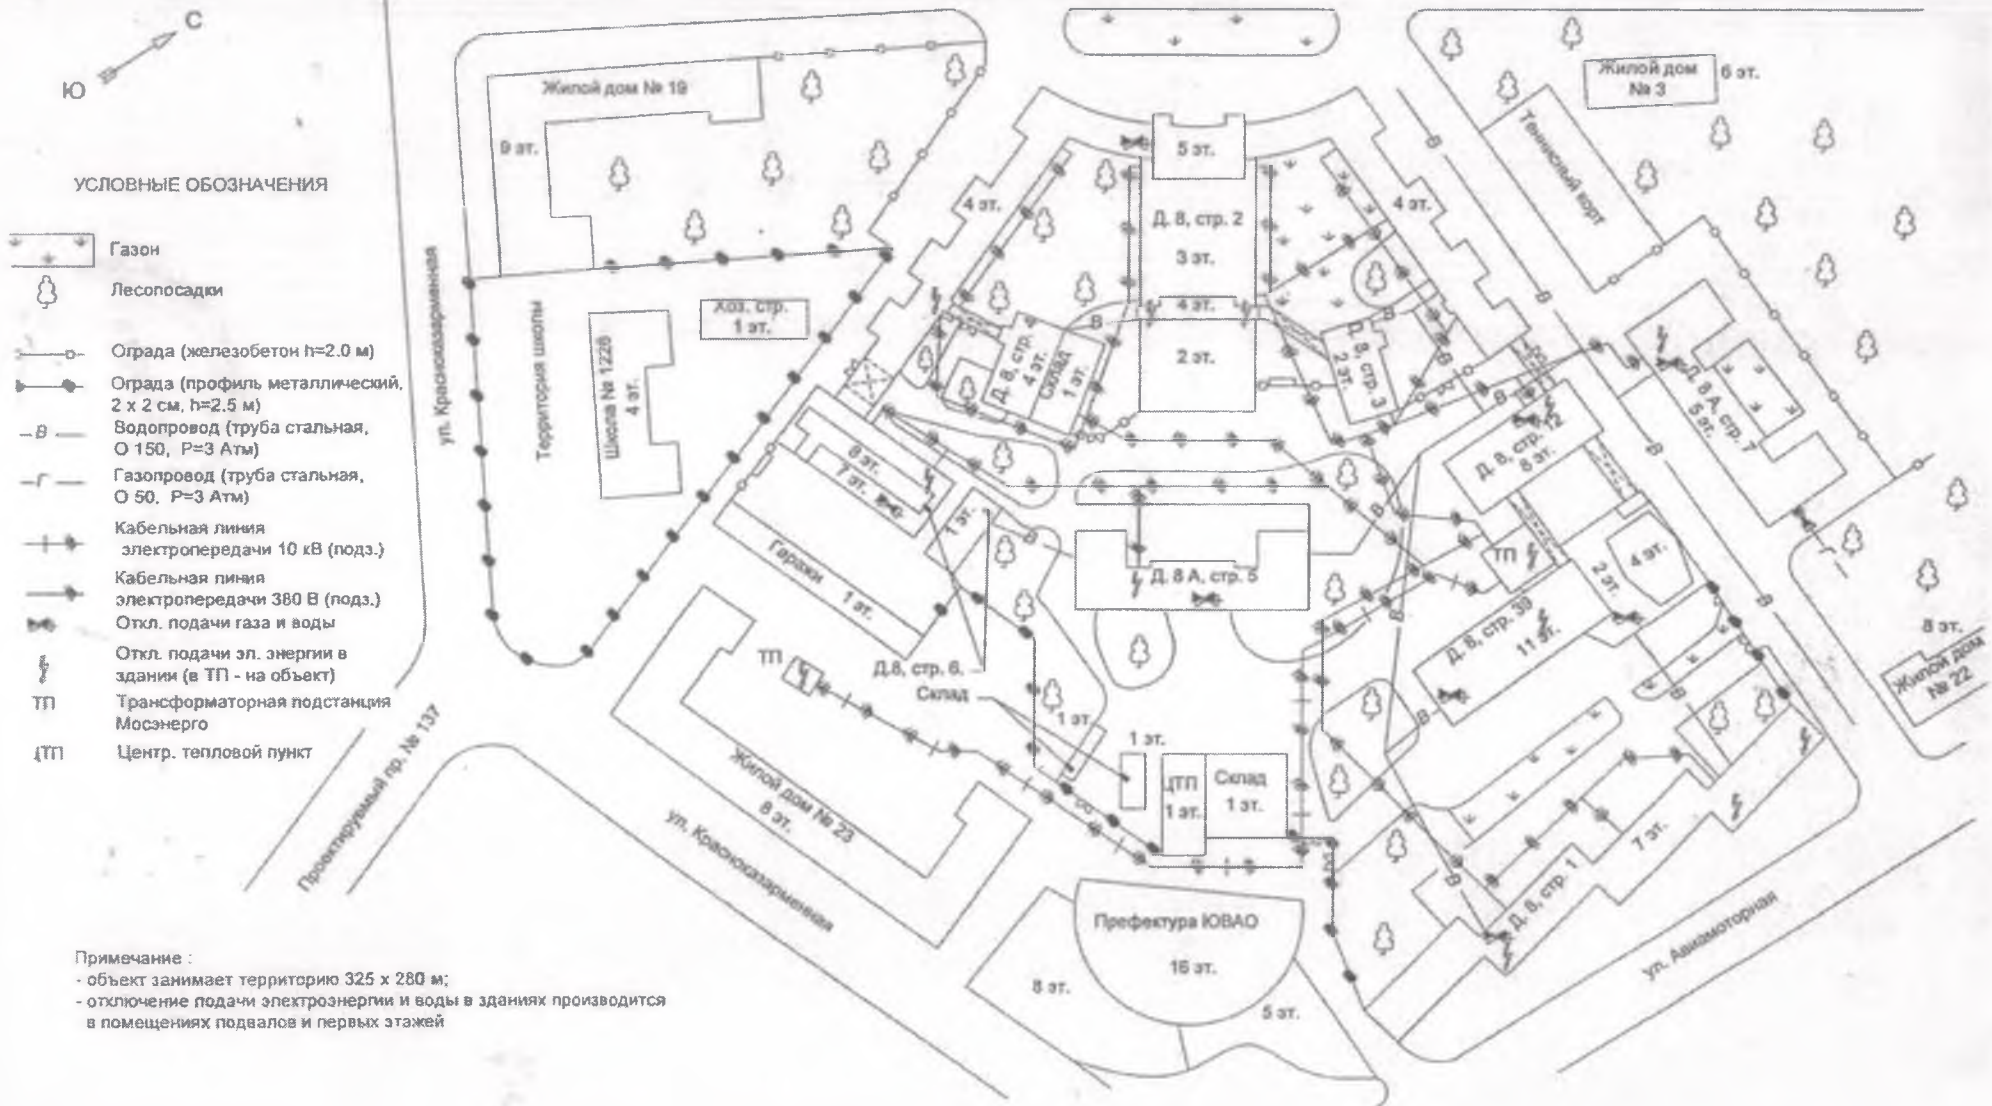 С
Ю
УСЛОВНЫЕ ОБОЗНАЧЕНИЯ
Газон
Лесопосадки
Ограда (железобетон h=2.0 м)
Ограда (профиль металлический,
2 x 2 см, h=2.5 м)
В
Водопровод (труба стальная,
О 150, Р=3 Атм)
Г
Газопровод (труба стальная,
О 50, Р=3 Атм)
Кабельная линия
электропередачи 10 кВ (подз.)
Кабельная линия
электропередачи 380 В (подз.)
Откл. подачи газа и воды
Откл. подачи эл. энергии в
здании (в ТП - на объект)
ТП
Трансформаторная подстанция
Мосэнерго
ЦТП
Центр. тепловой пункт
Примечание :
- объект занимает территорию 325 х 280 м;
- отключение подачи электроэнергии и воды в зданиях производится
в помещениях подвалов и первых этажей
Жилой дом № 19
9 эт.
ул. Красноказарменная
Территория школы
Школа № 1226
4 эт.
Хоз. стр.
1 эт.
Проектируемый пр. № 137
4 эт.
5 эт.
4 эт.
Д. 8, стр. 2
3 эт.
4 эт.
2 эт.
Д. 8, стр. 4
4 эт.
Склад
1 эт.
Д. 8, стр. 3
2 эт.
Жилой дом
№ 3
6 эт.
Теннисный корт
Д. 8 А, стр. 7
5 эт.
Д. 8, стр. 12
8 эт.
8 эт.
7 эт.
1 эт.
Гаражи
1 эт.
Д. 8 А, стр. 5
ТП
2 эт.
4 эт.
Д. 8, стр. 39
11 эт.
8 эт.
Жилой дом
№ 22
ТП
Д.8, стр. 6.
Склад
1 эт.
1 эт.
ЦТП
1 эт.
Склад
1 эт.
Жилой дом № 23
8 эт.
ул. Красноказарменная
Префектура ЮВАО
16 эт.
8 эт.
5 эт.
Д. 8, стр. 1
7 эт.
ул. Авиамоторная
В
В
В
В
В
В
В
В
В
В
В
В
Г